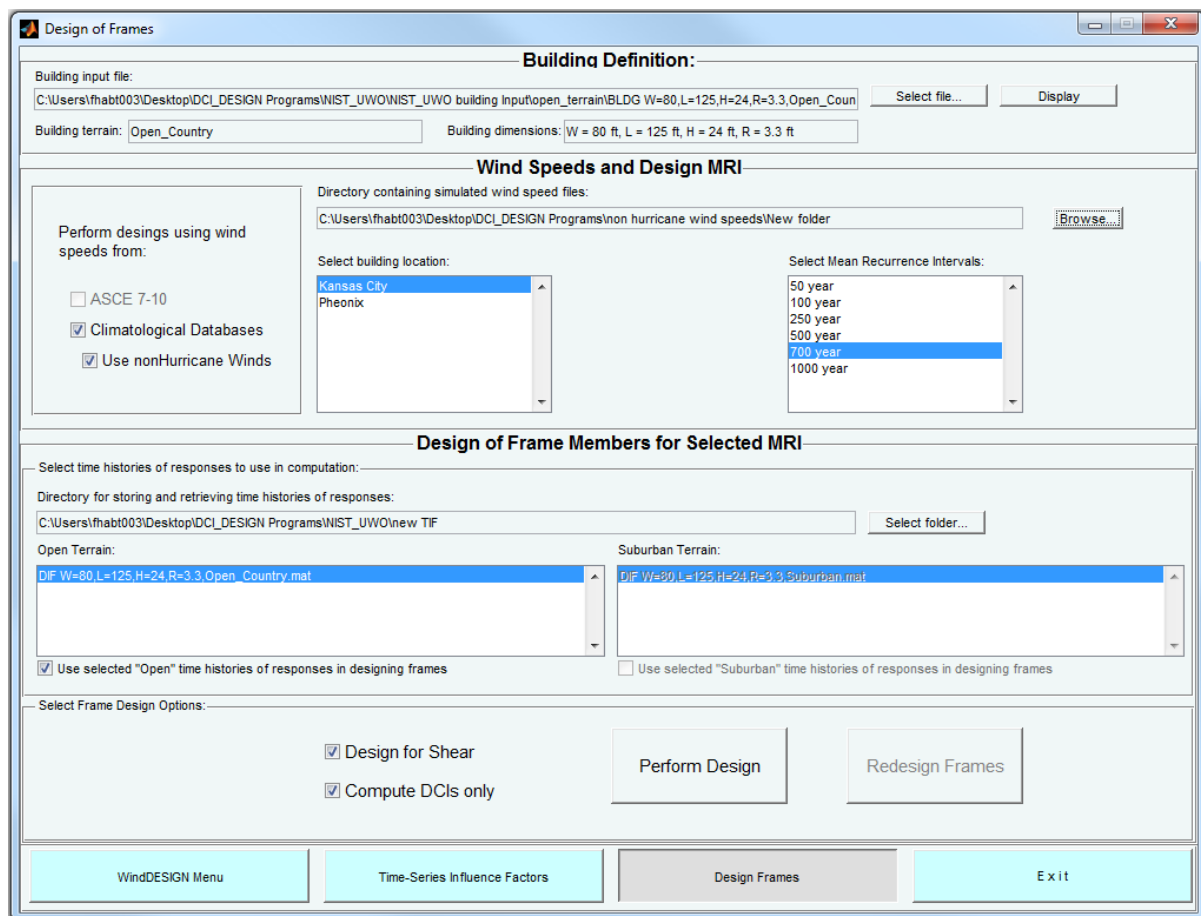 Design of Frames
Building Definition:
Building input file:
C:\Users\fhabt003\Desktop\DCI_DESIGN Programs\NIST_UWO\NIST_UWO building Input\open_terrain\BLDG W=80,L=125,H=24,R=3.3,Open_Coun
Select file...
Display
Building terrain:
Open_Country
Building dimensions:
W = 80 ft, L = 125 ft, H = 24 ft, R = 3.3 ft
Wind Speeds and Design MRI
Perform desings using wind
speeds from:
ASCE 7-10
Climatological Databases
Use nonHurricane Winds
Directory containing simulated wind speed files:
C:\Users\fhabt003\Desktop\DCI_DESIGN Programs\non hurricane wind speeds\New folder
Browse...
Select building location:
Kansas City
Pheonix
Select Mean Recurrence Intervals:
50 year
100 year
250 year
500 year
700 year
1000 year
Design of Frame Members for Selected MRI
Select time histories of responses to use in computation:
Directory for storing and retrieving time histories of responses:
C:\Users\fhabt003\Desktop\DCI_DESIGN Programs\NIST_UWO\new TIF
Select folder...
Open Terrain:
DIF W=80,L=125,H=24,R=3.3,Open_Country.mat
Use selected "Open" time histories of responses in designing frames
Suburban Terrain:
DIF W=80,L=125,H=24,R=3.3,Suburban.mat
Use selected "Suburban" time histories of responses in designing frames
Select Frame Design Options:
Design for Shear
Compute DCIs only
Perform Design
Redesign Frames
WindDESIGN Menu
Time-Series Influence Factors
Design Frames
E x i t